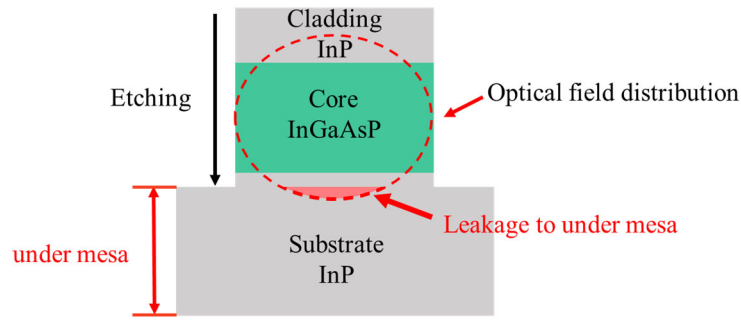 Cladding
InP
Etching
Core
InGaAsP
Optical field distribution
Leakage to under mesa
under mesa
Substrate
InP